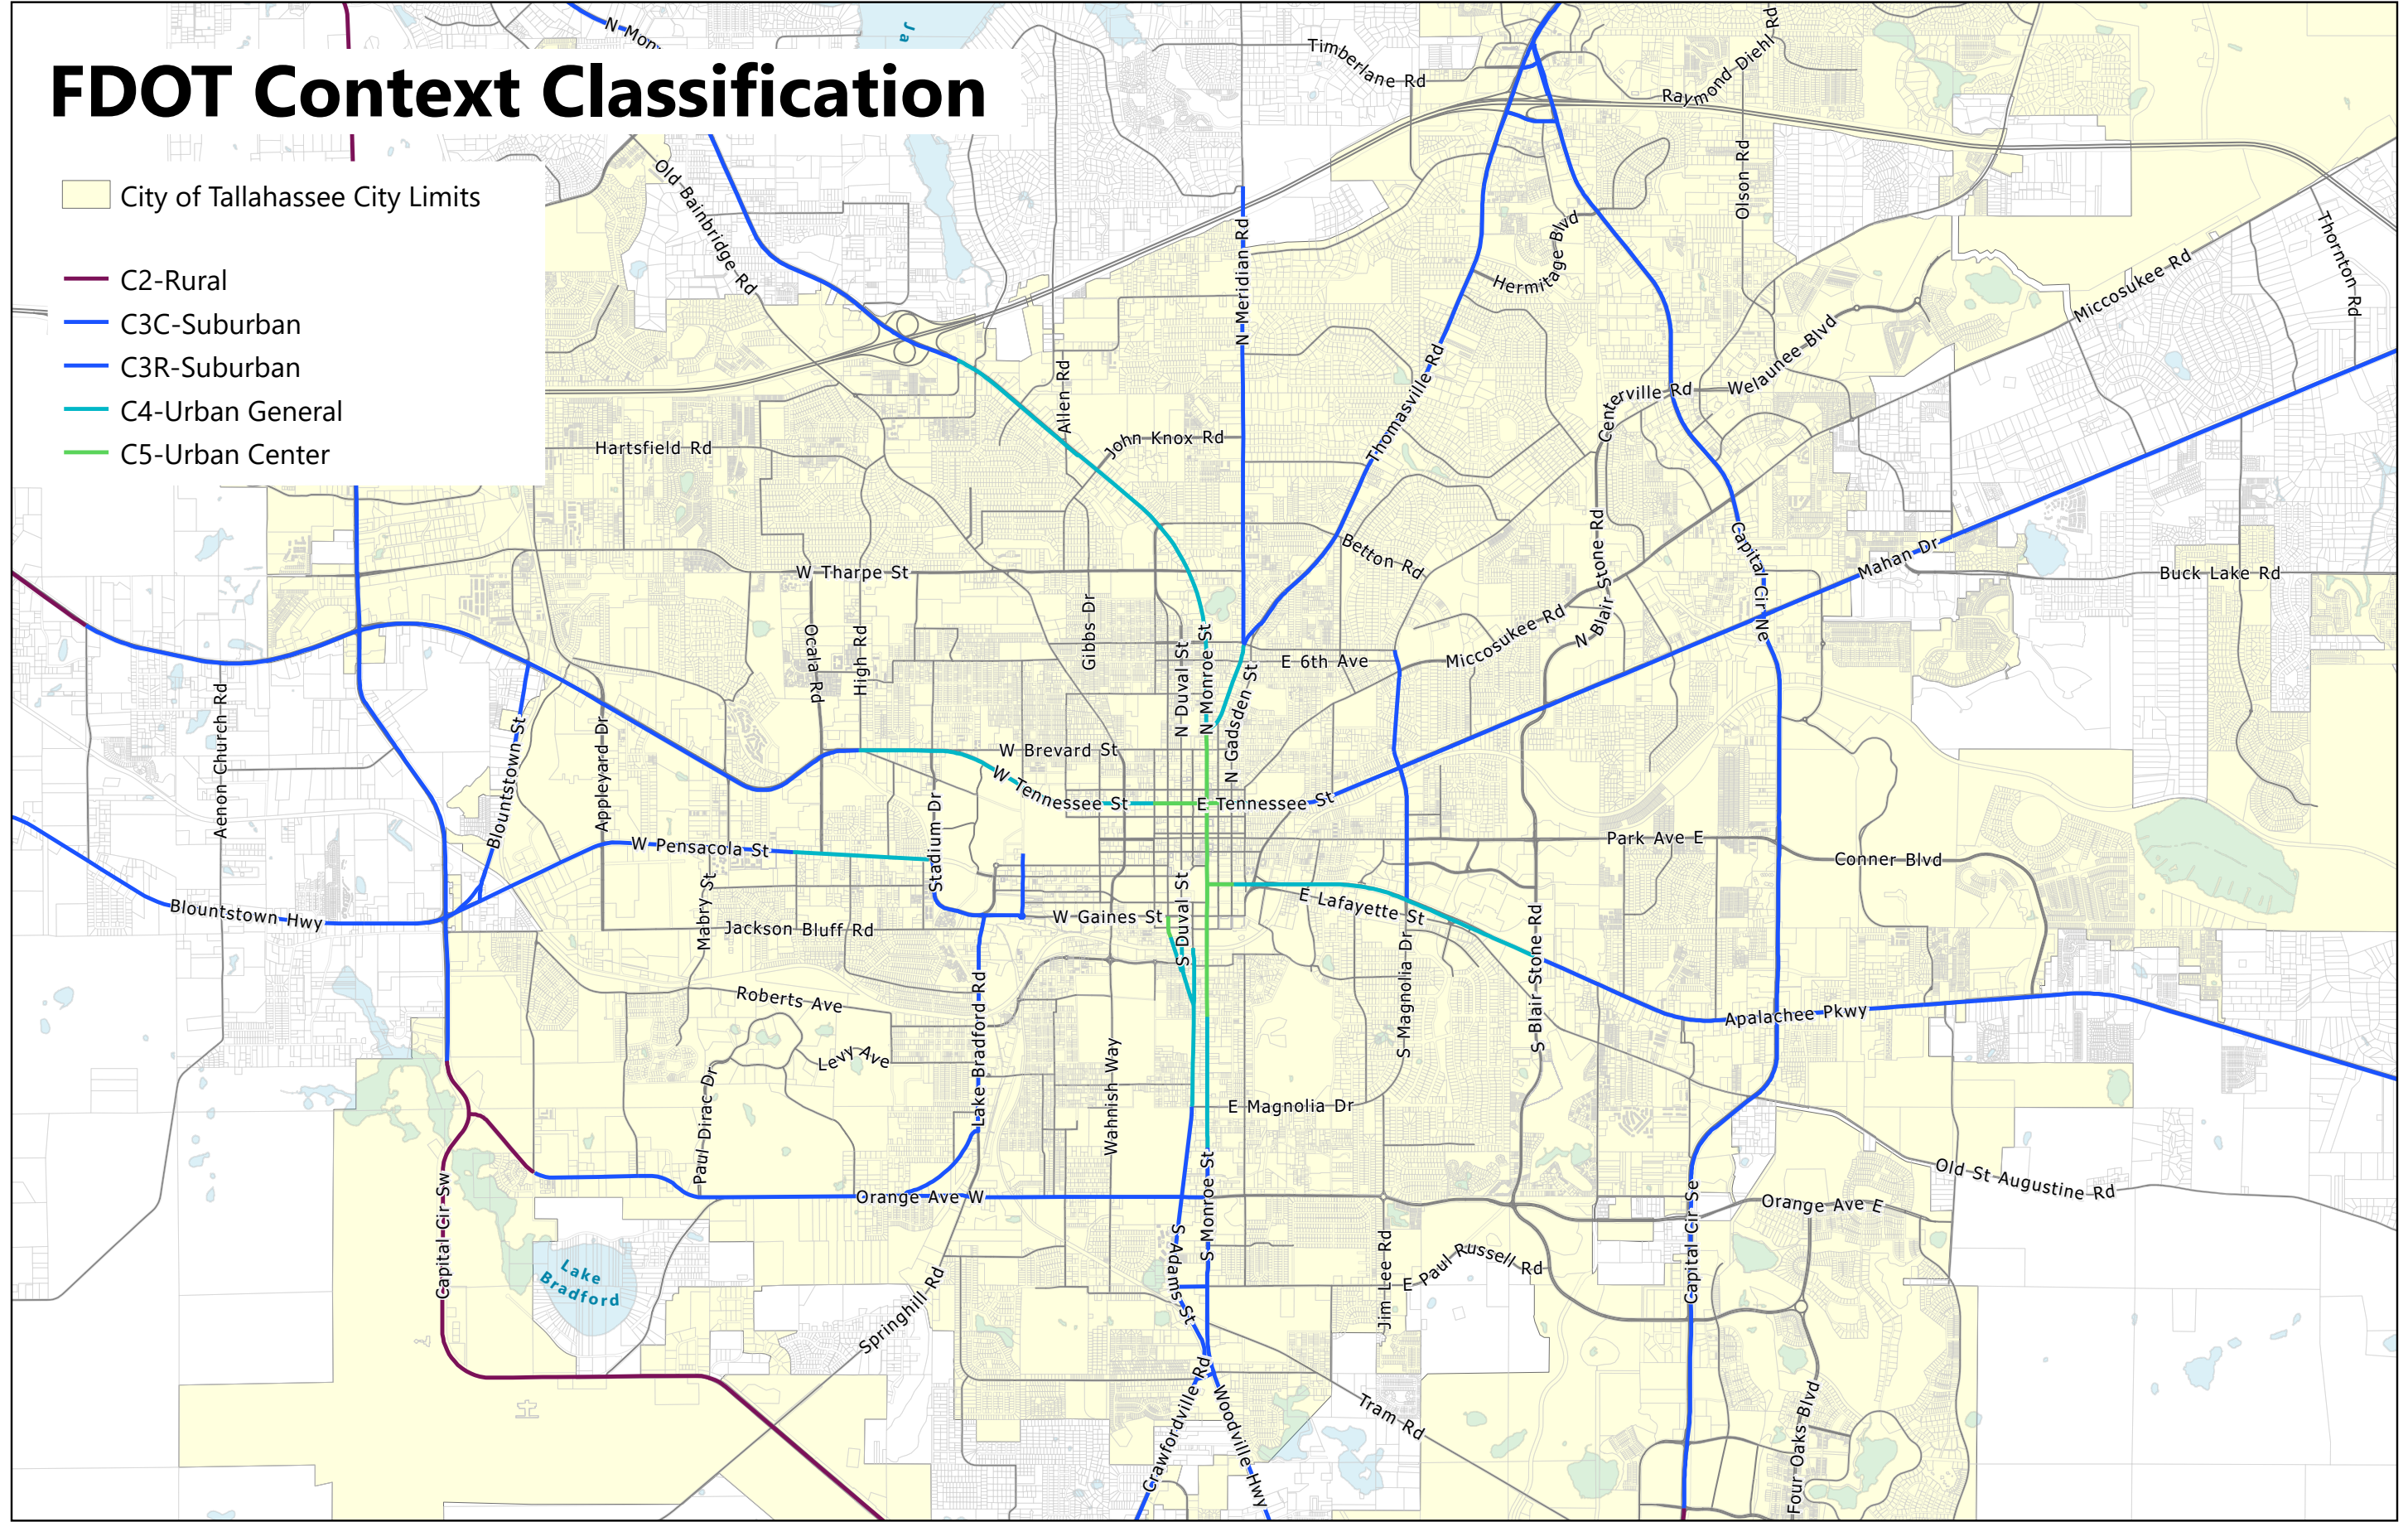 N Mon
Ja
Timberlane Rd
Raymond Diehl Rd
FDOT Context Classification
City of Tallahassee City Limits
C2-Rural
C3C-Suburban
C3R-Suburban
C4-Urban General
C5-Urban Center
Old Bainbridge Rd
N Meridian Rd
Olson Rd
Hermitage Blvd
Miccosukee Rd
Thornton Rd
Welaunee Blvd
Centerville Rd
Thomasville Rd
Allen Rd
John Knox Rd
Hartsfield Rd
Betton Rd
N Blair Stone Rd
Capital Cir Ne
Mahan Dr
Buck Lake Rd
W Tharpe St
Ocala Rd
High Rd
Gibbs Dr
N Duval St
N Monroe St
N Gadsden St
E 6th Ave
Miccosukee Rd
N Blair Stone Rd
Aenon Church Rd
Blountstown St
Appleyard Dr
W Brevard St
W Tennessee St
E Tennessee St
Stadium Dr
W Pensacola St
Park Ave E
Conner Blvd
Mabry St
Blountstown Hwy
Jackson Bluff Rd
W Gaines St
S Duval St
E Lafayette St
S Magnolia Dr
S Blair Stone Rd
Roberts Ave
Levy Ave
Lake Bradford Rd
Apalachee Pkwy
Paul Dirac Dr
Wahnish Way
E Magnolia Dr
Old St Augustine Rd
Capital Cir Sw
Orange Ave W
S Monroe St
S Adams St
Orange Ave E
Capital Cir Se
Lake
Bradford
Springhill Rd
Jim Lee Rd
E Paul Russell Rd
Crawfordville Rd
Woodville Hwy
Tram Rd
Four Oaks Blvd